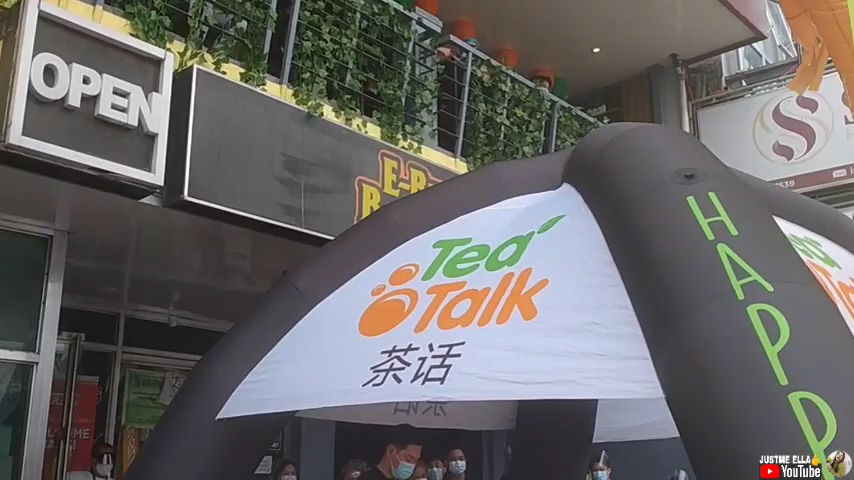 OPEN
Tea
Talk
茶话
HAPP
S
JUSTME ELLA
YouTube